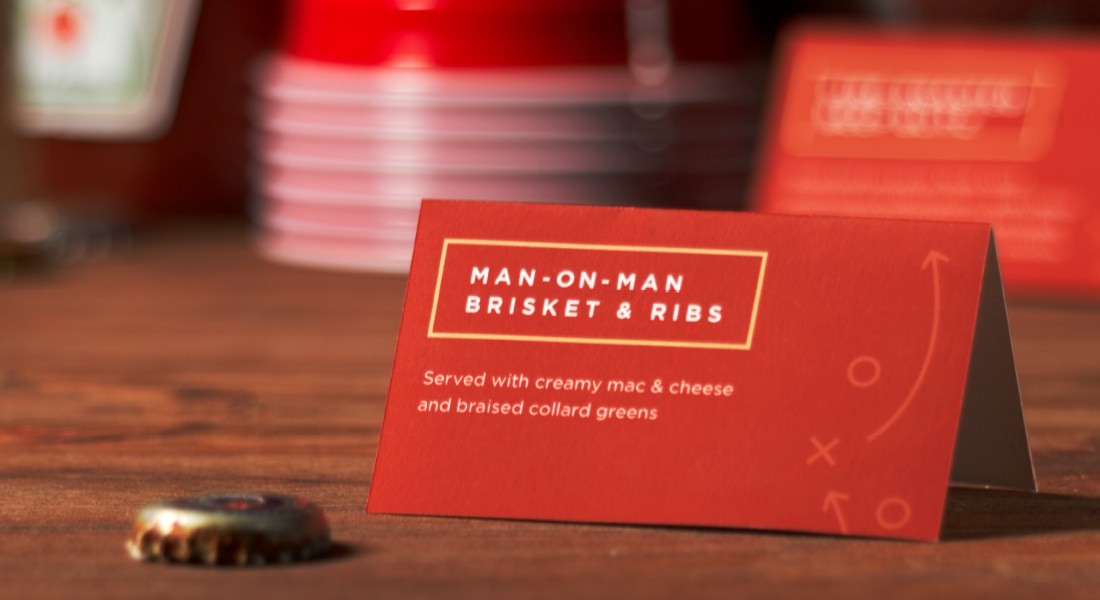 MAN-ON-MAN
BRISKET & RIBS
Served with creamy mac & cheese
and braised collard greens